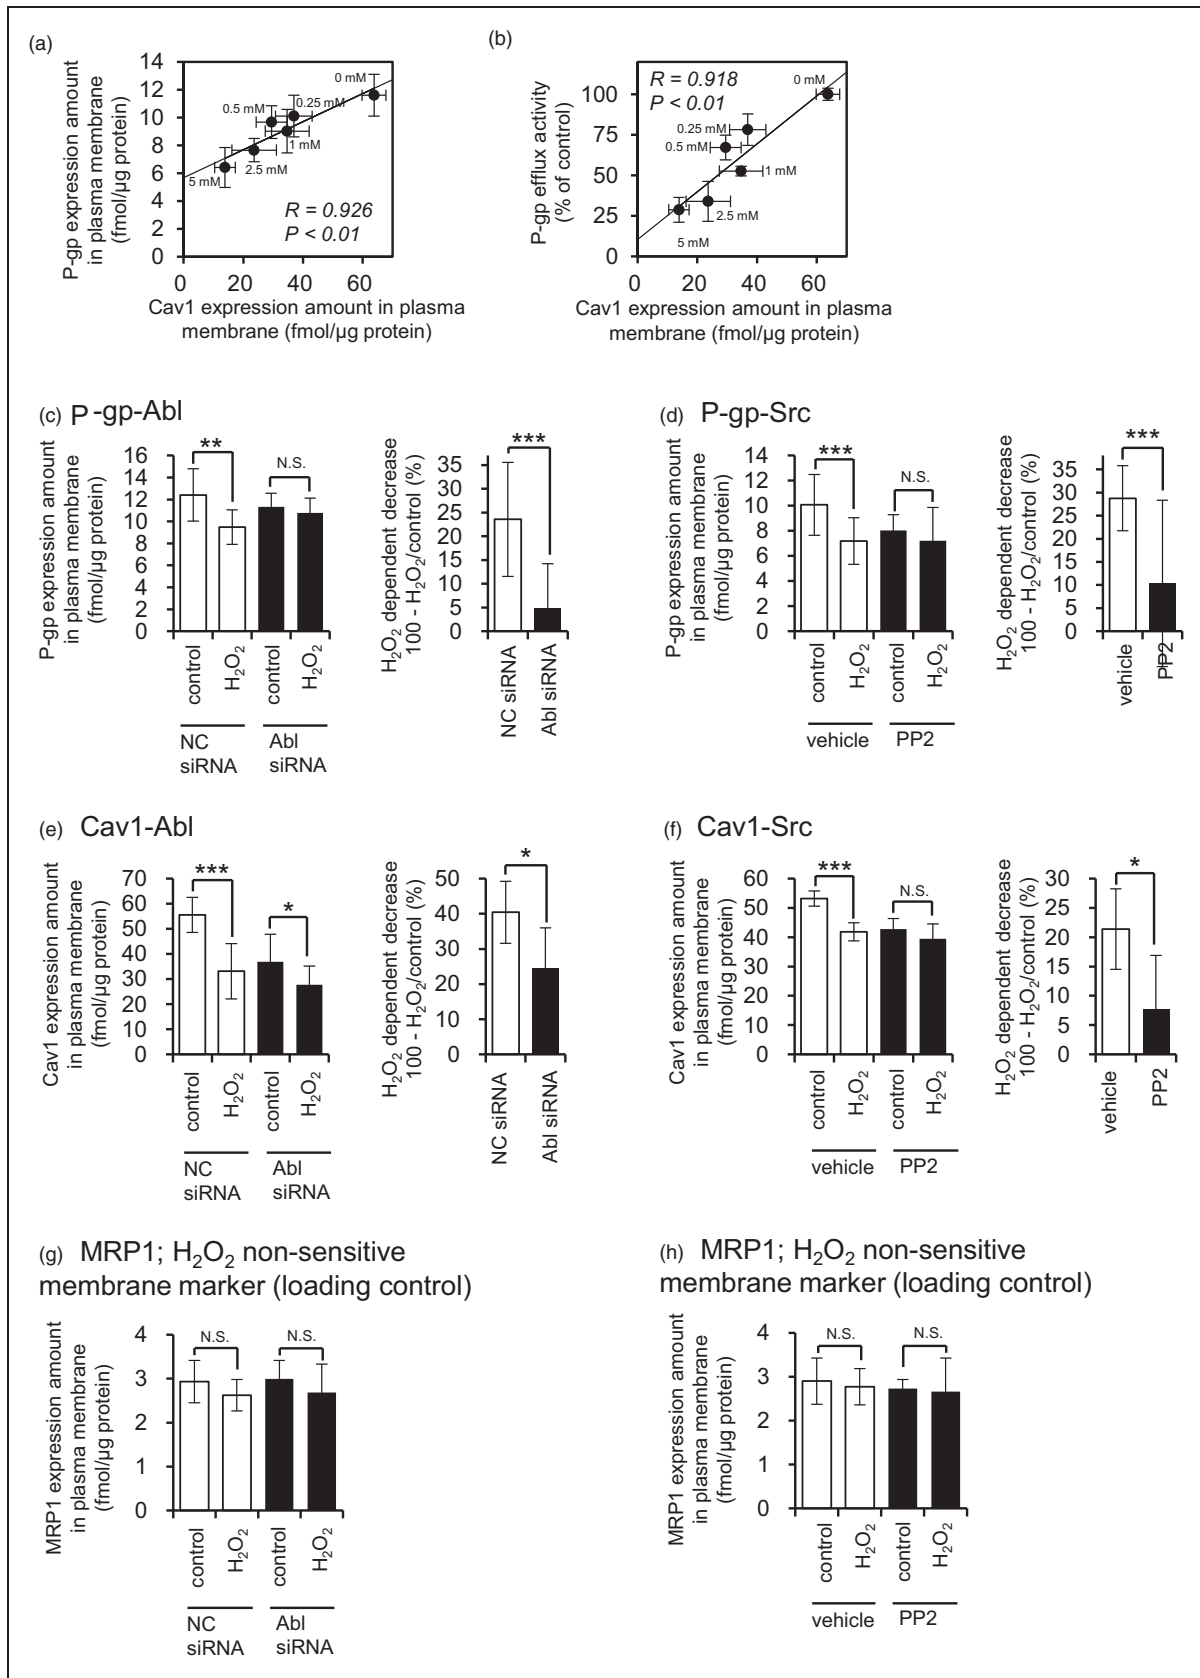 (a)
P-gp expression amount
in plasma membrane
(fmol/µg protein)
14
12
10
8
6
4
2
0
0 mM
0.5 mM
0.25 mM
1 mM
2.5 mM
5 mM
R = 0.926
P < 0.01
0 20 40 60
Cav1 expression amount in plasma
membrane (fmol/µg protein)
(b)
P-gp efflux activity
(% of control)
100
75
50
25
0
R = 0.918
P < 0.01
0 mM
0.25 mM
0.5 mM
1 mM
2.5 mM
5 mM
0 20 40 60
Cav1 expression amount in plasma
membrane (fmol/µg protein)
(c) P-gp-Abl
P-gp expression amount
in plasma membrane
(fmol/µg protein)
16
14
12
10
8
6
4
2
0
**
N.S.
control
H₂O₂
control
H₂O₂
NC
siRNA
Abl
siRNA
H₂O₂ dependent decrease
100 - H₂O₂/control (%)
35
30
25
20
15
10
5
0
***
NC siRNA
Abl siRNA
(d) P-gp-Src
P-gp expression amount
in plasma membrane
(fmol/µg protein)
14
12
10
8
6
4
2
0
***
N.S.
control
H₂O₂
control
H₂O₂
vehicle
PP2
H₂O₂ dependent decrease
100 - H₂O₂/control (%)
35
30
25
20
15
10
5
0
***
vehicle
PP2
(e) Cav1-Abl
Cav1 expression amount
in plasma membrane
(fmol/µg protein)
70
60
50
40
30
20
10
0
***
*
control
H₂O₂
control
H₂O₂
NC
siRNA
Abl
siRNA
H₂O₂ dependent decrease
100 - H₂O₂/control (%)
50
40
30
20
10
0
*
NC siRNA
Abl siRNA
(f) Cav1-Src
Cav1 expression amount
in plasma membrane
(fmol/µg protein)
60
50
40
30
20
10
0
***
N.S.
control
H₂O₂
control
H₂O₂
vehicle
PP2
H₂O₂ dependent decrease
100 - H₂O₂/control (%)
30
25
20
15
10
5
0
*
vehicle
PP2
(g) MRP1; H₂O₂ non-sensitive
membrane marker (loading control)
MRP1 expression amount
in plasma membrane
(fmol/µg protein)
4
3
2
1
0
N.S.
N.S.
control
H₂O₂
control
H₂O₂
NC
siRNA
Abl
siRNA
(h) MRP1; H₂O₂ non-sensitive
membrane marker (loading control)
MRP1 expression amount
in plasma membrane
(fmol/µg protein)
4
3
2
1
0
N.S.
N.S.
control
H₂O₂
control
H₂O₂
vehicle
PP2